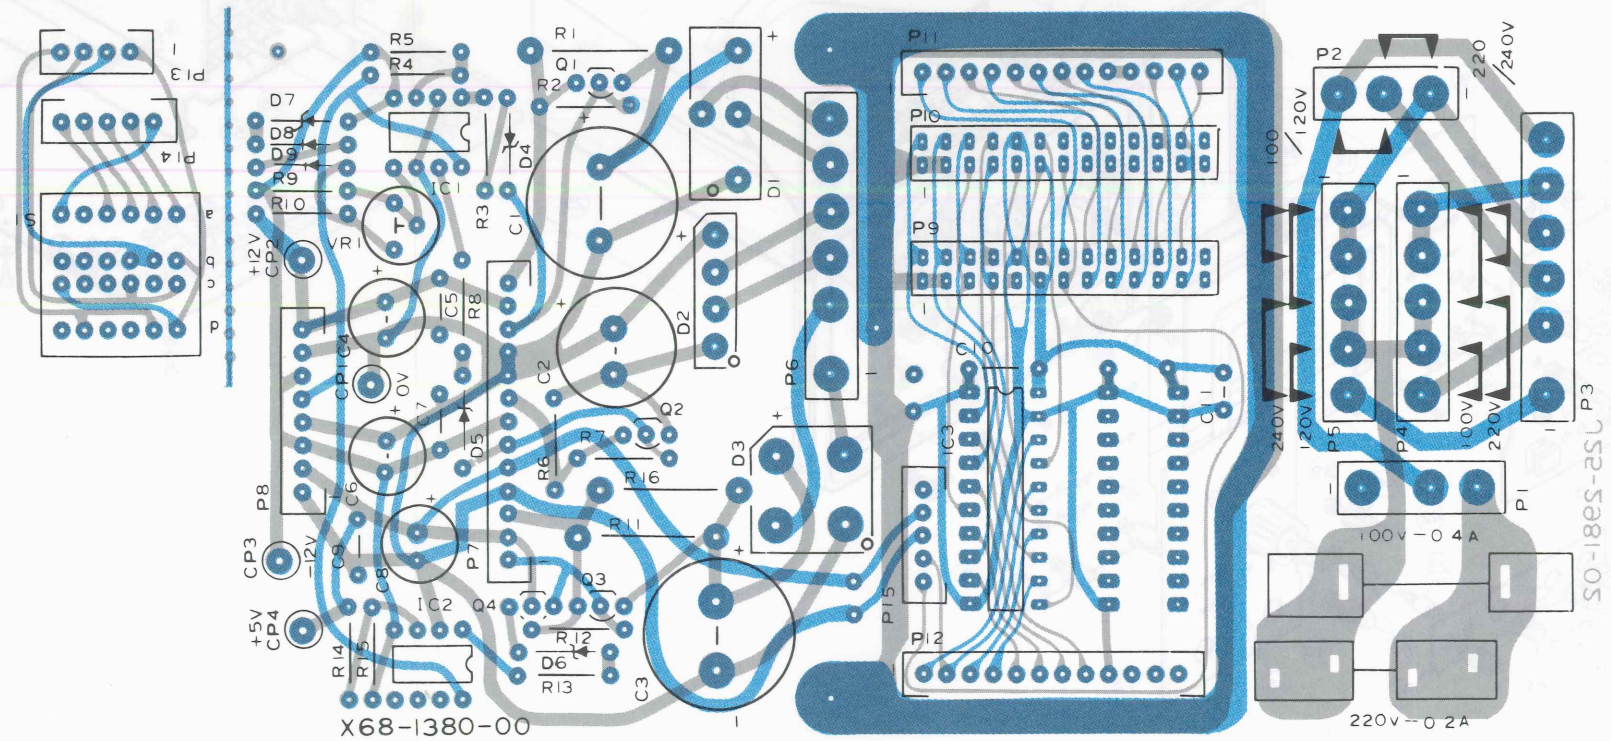 I
P13
P14
S1
a
b
c
d
R5
R4
R1
Q1
R2
+
P11
I
P2
220
/240V
D7
D8
D9
R9
R10
IC1
D4
R3
C1
+
D1
P10
I
100
/120V
I
VR1
+12V
CP2
C5
R8
D2
+
P9
I
I
I
C4
CP1
0V
+
C2
+
P6
I
C10
C11
240V
120V
P5
P4
100V
220V
P3
I
C7
D5
Q2
R7
R6
R16
D3
+
IC3
P8
I
C6
+
R11
I
P1
J25-2981-02
CP3
-12V
C9
C8
+
P7
I
100V-0 4A
+5V
CP4
IC2
Q4
Q3
R12
D6
R13
C3
+
-
P15
P12
I
R14
R15
X68-1380-00
220V-0 2A